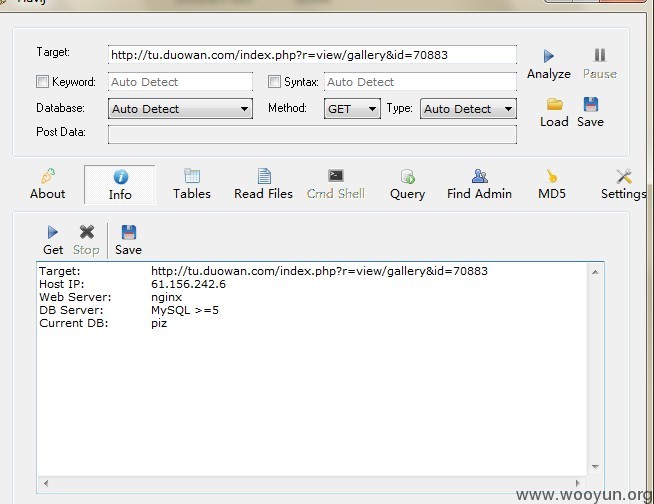 Havij
Target: http://tu.duowan.com/index.php?r=view/gallery&id=70883
Analyze Pause
Keyword: Auto Detect Syntax: Auto Detect
Database: Auto Detect Method: GET Type: Auto Detect
Load Save
Post Data:
About Info Tables Read Files Cmd Shell Query Find Admin MD5 Settings
Get Stop Save
Target: http://tu.duowan.com/index.php?r=view/gallery&id=70883
Host IP: 61.156.242.6
Web Server: nginx
DB Server: MySQL >=5
Current DB: piz
www.wooyun.org